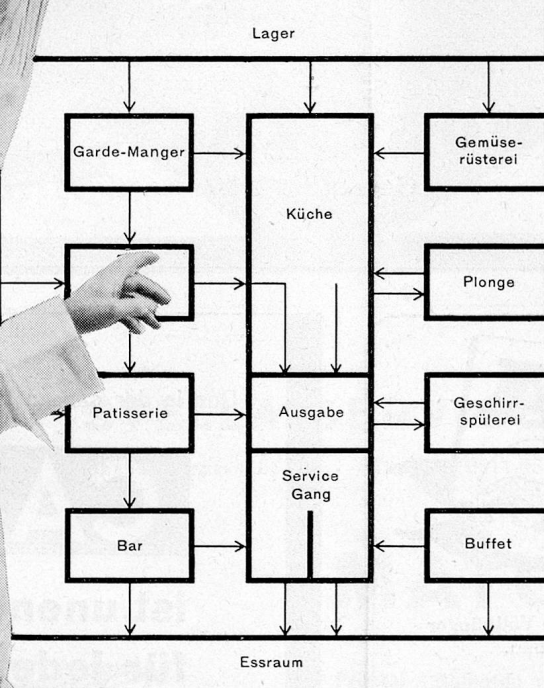 Lager
Garde-Manger
Gemüse-
rüsterei
Küche
Plonge
Patisserie
Ausgabe
Geschirr-
spülerei
Service
Gang
Bar
Buffet
Essraum